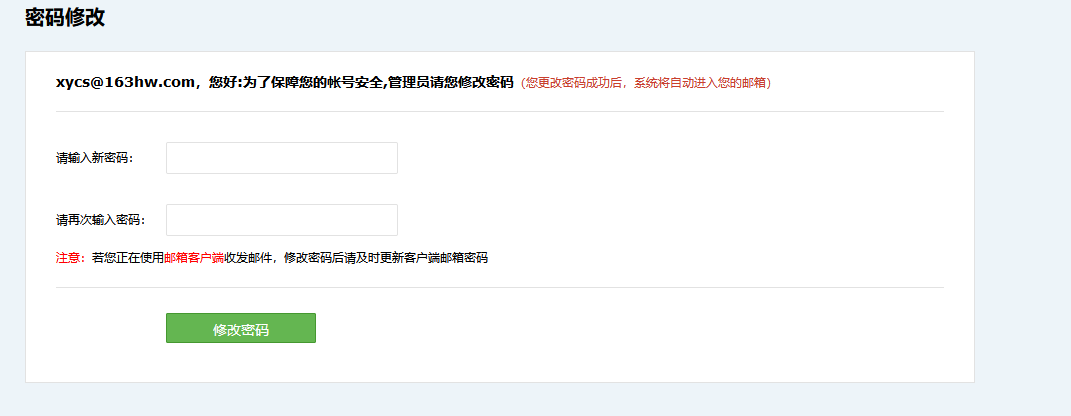 密码修改
xycs@163hw.com，您好:为了保障您的帐号安全,管理员请您修改密码（您更改密码成功后，系统将自动进入您的邮箱）
请输入新密码：
请再次输入密码：
注意：若您正在使用邮箱客户端收发邮件，修改密码后请及时更新客户端邮箱密码
修改密码